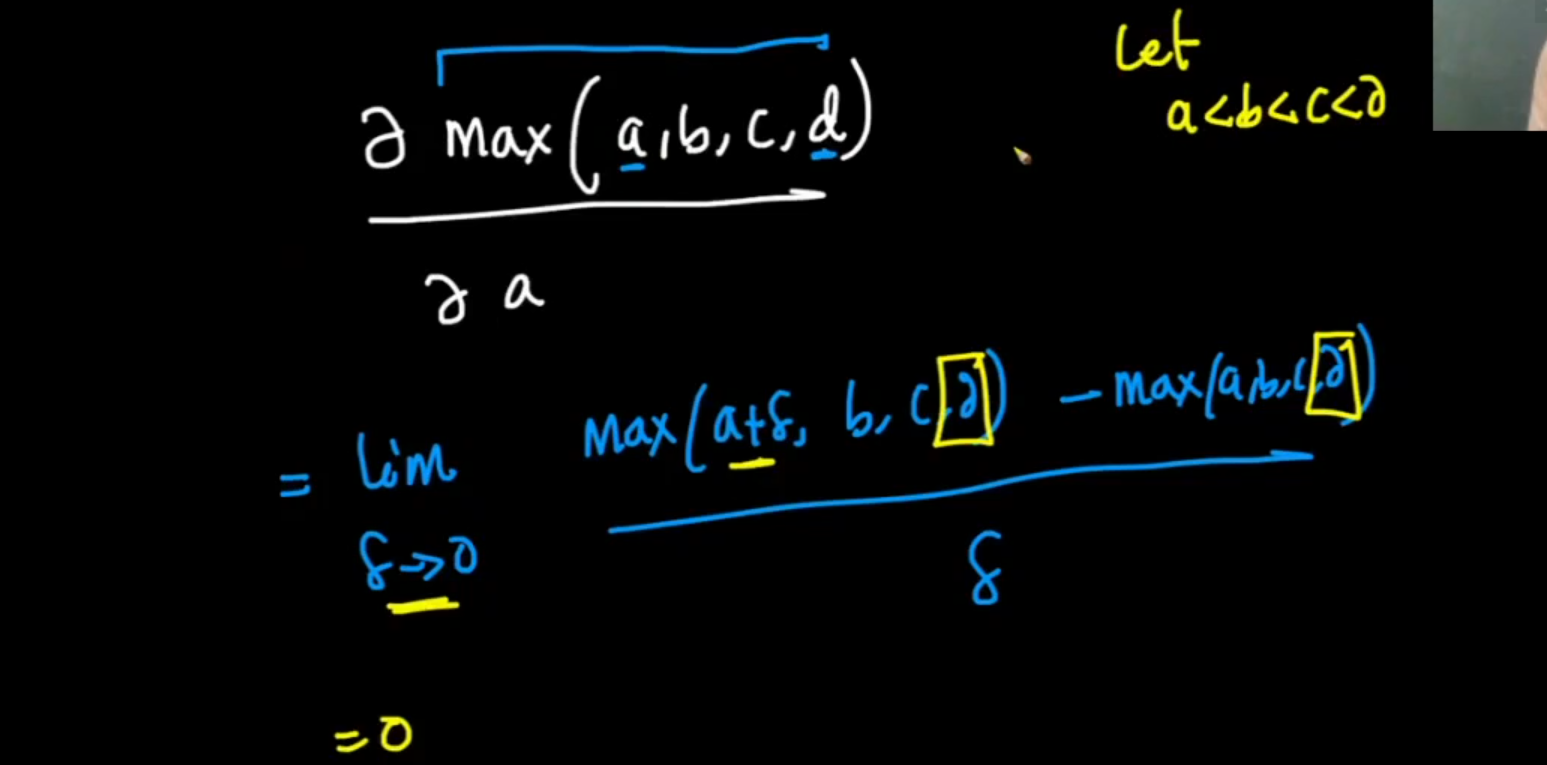 ∂ max(a, b, c, d)
∂ a
Let
a<b<c<d
= lim max(a+δ, b, c, d) - max(a, b, c, d)
δ→0 δ
= 0